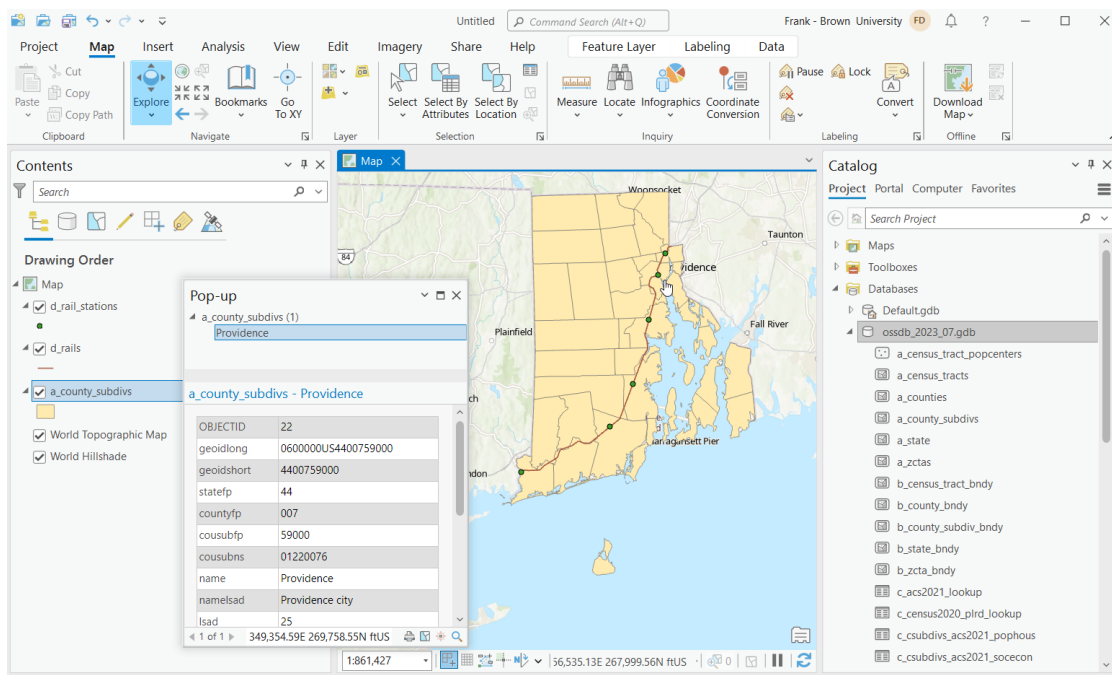 Untitled
Command Search (Alt+Q)
Frank - Brown University
FD
?
Project Map Insert Analysis View Edit Imagery Share Help Feature Layer Labeling Data
Paste
Cut
Copy
Copy Path
Clipboard
Explore
Bookmarks
Go To XY
Navigate
Layer
Select
Select By Attributes
Select By Location
Selection
Measure
Locate
Infographics
Coordinate Conversion
Inquiry
Pause
Lock
Convert
Labeling
Download Map
Offline
Contents
Search
Drawing Order
Map
d_rail_stations
d_rails
a_county_subdivs
World Topographic Map
World Hillshade
Pop-up
a_county_subdivs (1)
Providence
a_county_subdivs - Providence
OBJECTID 22
geoidlong 0600000US4400759000
geoidshort 4400759000
statefp 44
countyfp 007
cousubfp 59000
cousubns 01220076
name Providence
namelsad Providence city
lsad 25
1 of 1
349,354.59E 269,758.55N ftUS
Map
Woonsocket
84
Taunton
vidence
Plainfield
Fall River
ch
Narragansett Pier
ndon
1:861,427
56,535.13E 267,999.56N ftUS
0
Catalog
Project Portal Computer Favorites
Search Project
Maps
Toolboxes
Databases
Default.gdb
ossdb_2023_07.gdb
a_census_tract_popcenters
a_census_tracts
a_counties
a_county_subdivs
a_state
a_zctas
b_census_tract_bndy
b_county_bndy
b_county_subdiv_bndy
b_state_bndy
b_zcta_bndy
c_acs2021_lookup
c_census2020_plrd_lookup
c_csubdivs_acs2021_pophous
c_csubdivs_acs2021_socecon